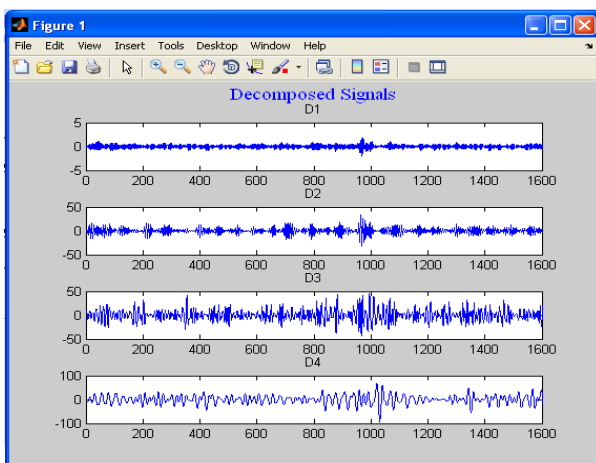 Figure 1
File Edit View Insert Tools Desktop Window Help
Decomposed Signals
D1
5
0
-5
0 200 400 600 800 1000 1200 1400 1600
D2
50
0
-50
0 200 400 600 800 1000 1200 1400 1600
D3
50
0
-50
0 200 400 600 800 1000 1200 1400 1600
D4
100
0
-100
0 200 400 600 800 1000 1200 1400 1600